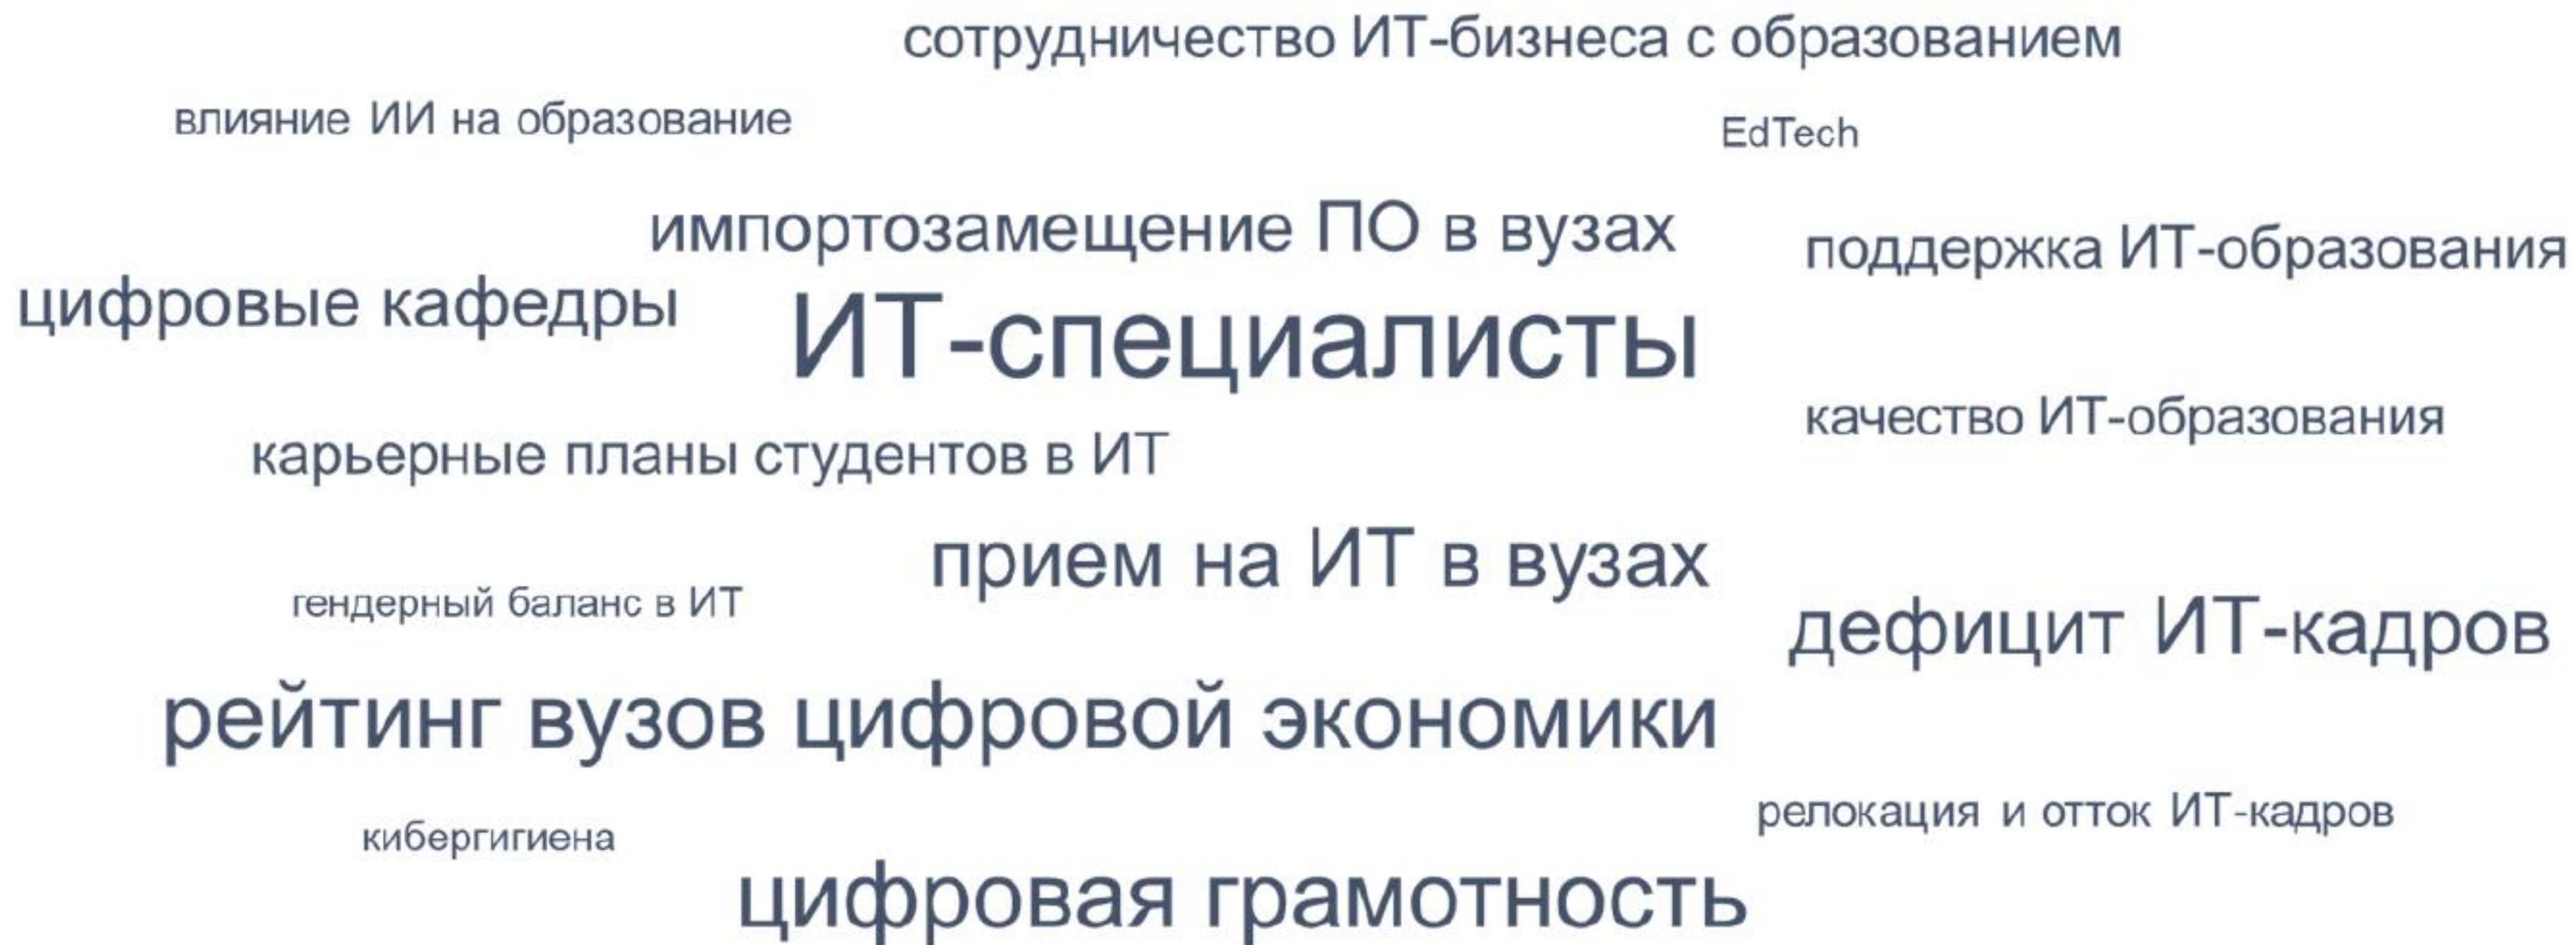 сотрудничество ИТ-бизнеса с образованием
влияние ИИ на образование
EdTech
импортозамещение ПО в вузах
поддержка ИТ-образования
цифровые кафедры
ИТ-специалисты
качество ИТ-образования
карьерные планы студентов в ИТ
прием на ИТ в вузах
гендерный баланс в ИТ
дефицит ИТ-кадров
рейтинг вузов цифровой экономики
релокация и отток ИТ-кадров
кибергигиена
цифровая грамотность